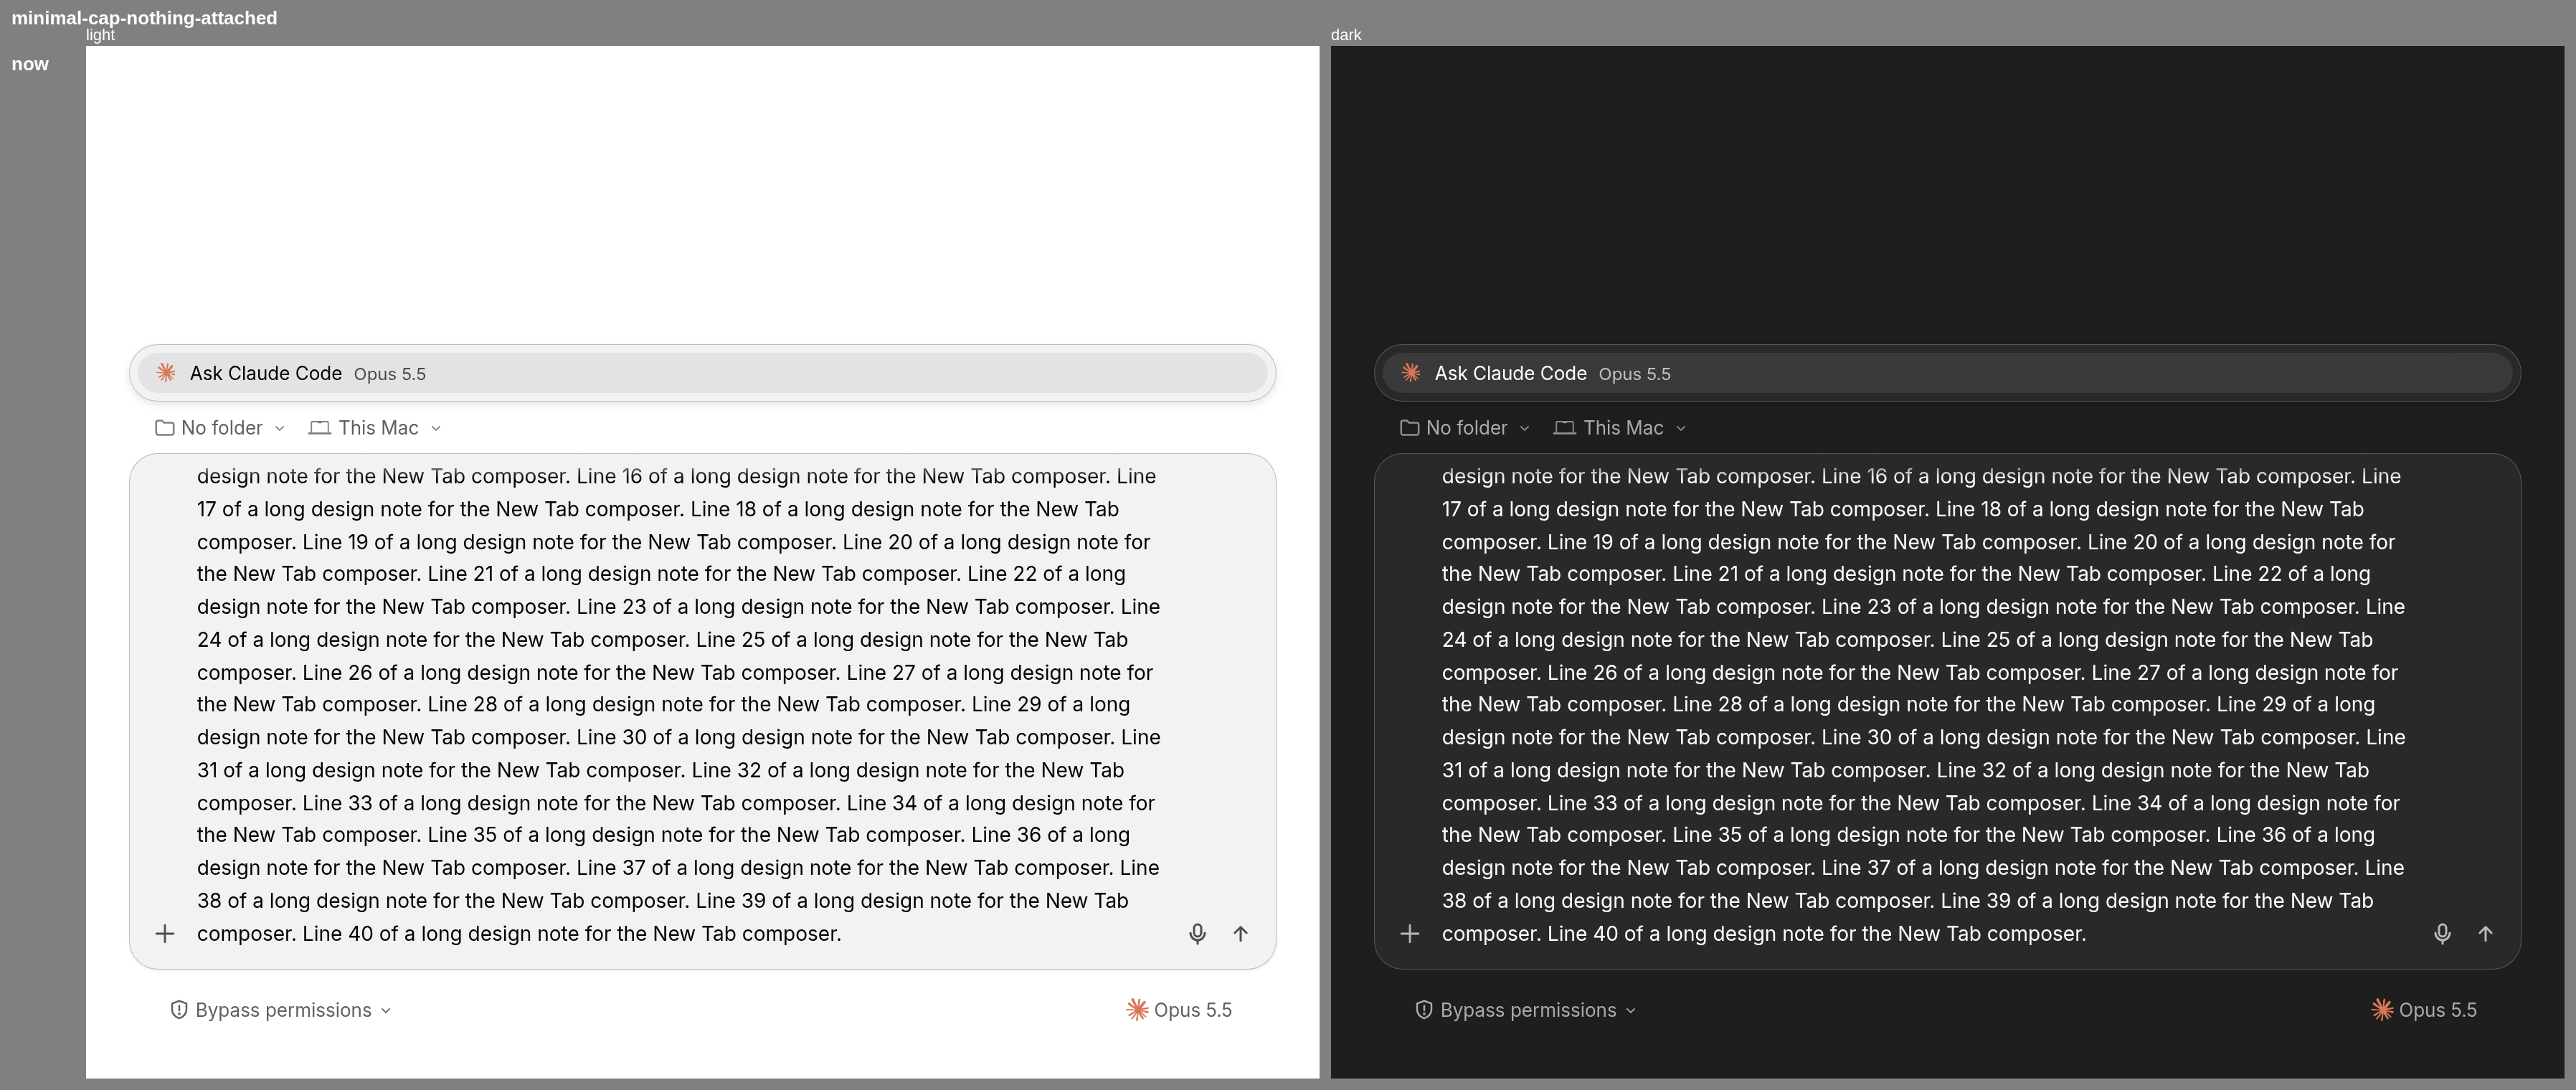 minimal-cap-nothing-attached
light
dark
now
Ask Claude Code Opus 5.5
No folder This Mac
design note for the New Tab composer. Line 16 of a long design note for the New Tab composer. Line
17 of a long design note for the New Tab composer. Line 18 of a long design note for the New Tab
composer. Line 19 of a long design note for the New Tab composer. Line 20 of a long design note for
the New Tab composer. Line 21 of a long design note for the New Tab composer. Line 22 of a long
design note for the New Tab composer. Line 23 of a long design note for the New Tab composer. Line
24 of a long design note for the New Tab composer. Line 25 of a long design note for the New Tab
composer. Line 26 of a long design note for the New Tab composer. Line 27 of a long design note for
the New Tab composer. Line 28 of a long design note for the New Tab composer. Line 29 of a long
design note for the New Tab composer. Line 30 of a long design note for the New Tab composer. Line
31 of a long design note for the New Tab composer. Line 32 of a long design note for the New Tab
composer. Line 33 of a long design note for the New Tab composer. Line 34 of a long design note for
the New Tab composer. Line 35 of a long design note for the New Tab composer. Line 36 of a long
design note for the New Tab composer. Line 37 of a long design note for the New Tab composer. Line
38 of a long design note for the New Tab composer. Line 39 of a long design note for the New Tab
composer. Line 40 of a long design note for the New Tab composer.
Bypass permissions Opus 5.5
Ask Claude Code Opus 5.5
No folder This Mac
design note for the New Tab composer. Line 16 of a long design note for the New Tab composer. Line
17 of a long design note for the New Tab composer. Line 18 of a long design note for the New Tab
composer. Line 19 of a long design note for the New Tab composer. Line 20 of a long design note for
the New Tab composer. Line 21 of a long design note for the New Tab composer. Line 22 of a long
design note for the New Tab composer. Line 23 of a long design note for the New Tab composer. Line
24 of a long design note for the New Tab composer. Line 25 of a long design note for the New Tab
composer. Line 26 of a long design note for the New Tab composer. Line 27 of a long design note for
the New Tab composer. Line 28 of a long design note for the New Tab composer. Line 29 of a long
design note for the New Tab composer. Line 30 of a long design note for the New Tab composer. Line
31 of a long design note for the New Tab composer. Line 32 of a long design note for the New Tab
composer. Line 33 of a long design note for the New Tab composer. Line 34 of a long design note for
the New Tab composer. Line 35 of a long design note for the New Tab composer. Line 36 of a long
design note for the New Tab composer. Line 37 of a long design note for the New Tab composer. Line
38 of a long design note for the New Tab composer. Line 39 of a long design note for the New Tab
composer. Line 40 of a long design note for the New Tab composer.
Bypass permissions Opus 5.5